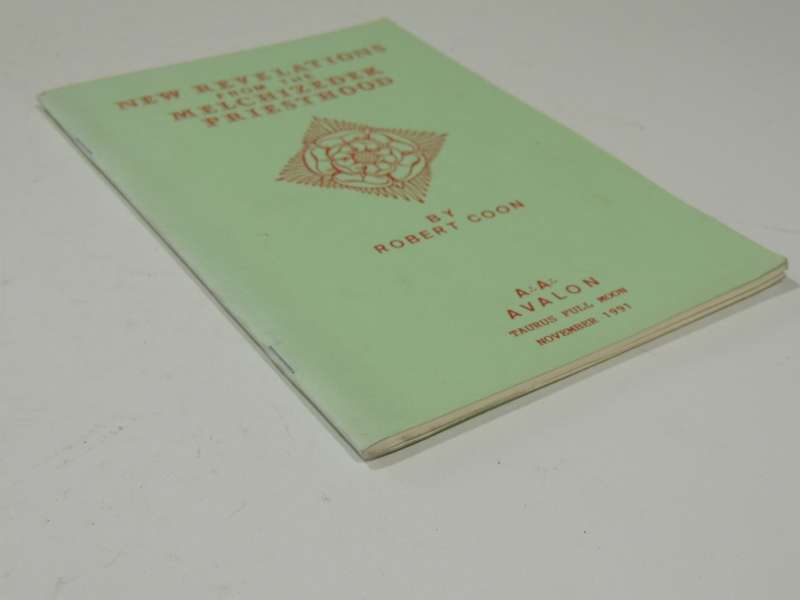 NEW REVELATIONS
FROM THE
MELCHIZEDEK
PRIESTHOOD
BY
ROBERT COON
A∴A∴
AVALON
TAURUS FULL MOON
NOVEMBER 1991